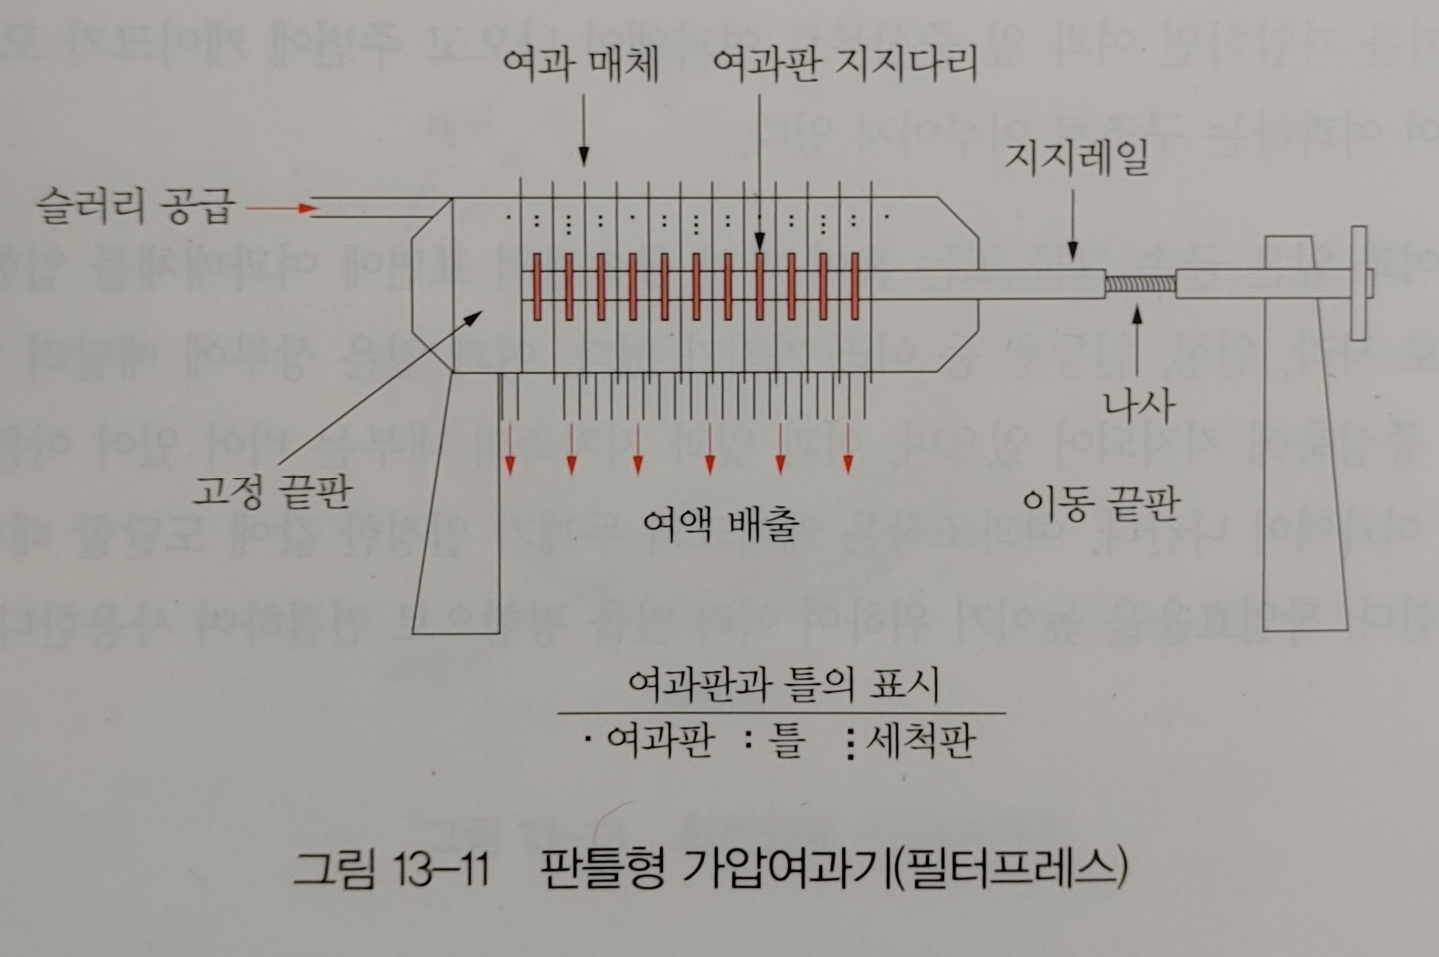 여과 매체 여과판 지지다리
지지레일
슬러리 공급
나사
고정 끝판
이동 끝판
여액 배출
여과판과 틀의 표시
· 여과판 : 틀 ⋮ 세척판
그림 13-11 판틀형 가압여과기(필터프레스)